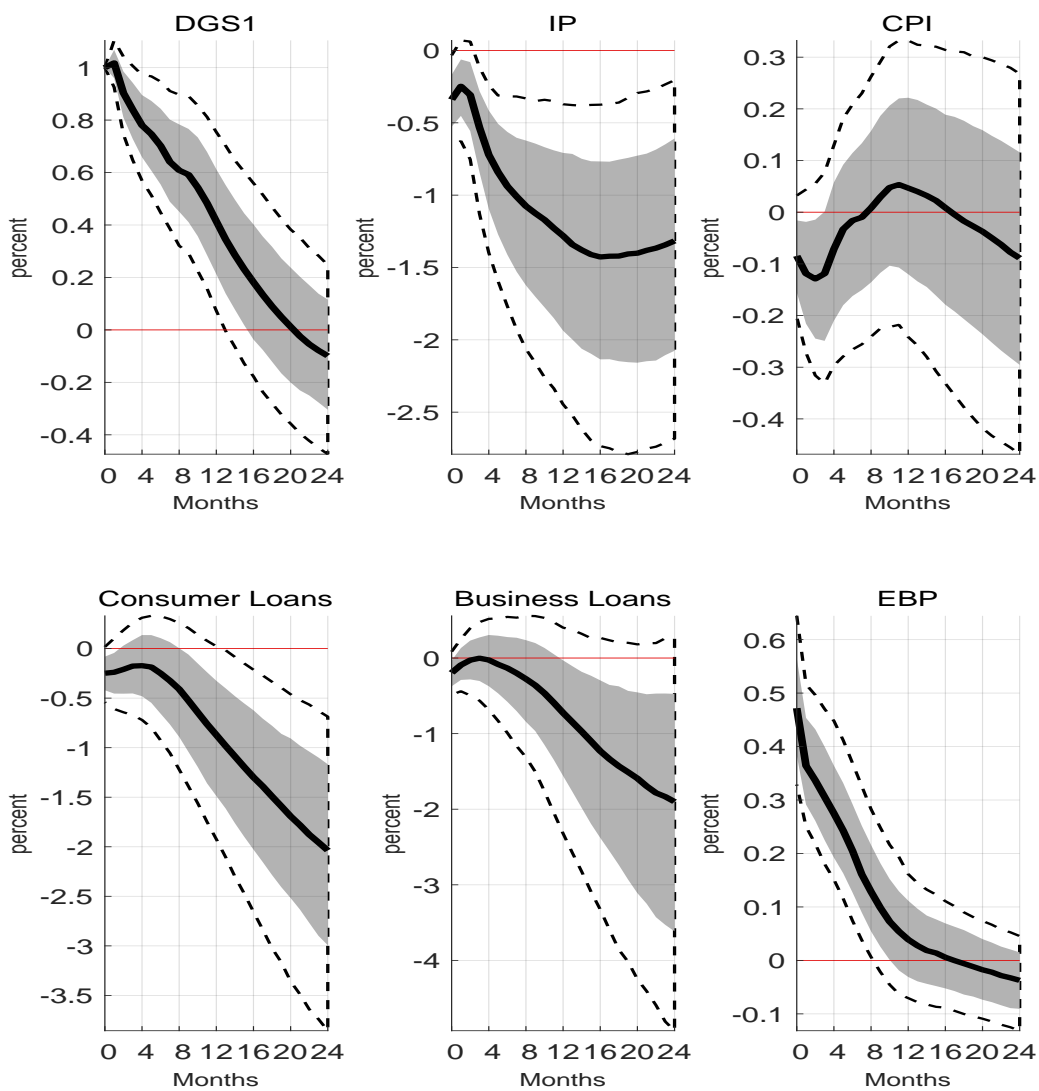 DGS1
percent
1
0.8
0.6
0.4
0.2
0
-0.2
-0.4
0 4 8 12 16 20 24
Months
IP
0
-0.5
-1
-1.5
-2
-2.5
0 4 8 12 16 20 24
Months
CPI
percent
0.3
0.2
0.1
0
-0.1
-0.2
-0.3
-0.4
0 4 8 12 16 20 24
Months
Consumer Loans
percent
0
-0.5
-1
-1.5
-2
-2.5
-3
-3.5
0 4 8 12 16 20 24
Months
Business Loans
percent
0
-1
-2
-3
-4
0 4 8 12 16 20 24
Months
EBP
percent
0.6
0.5
0.4
0.3
0.2
0.1
0
-0.1
0 4 8 12 16 20 24
Months